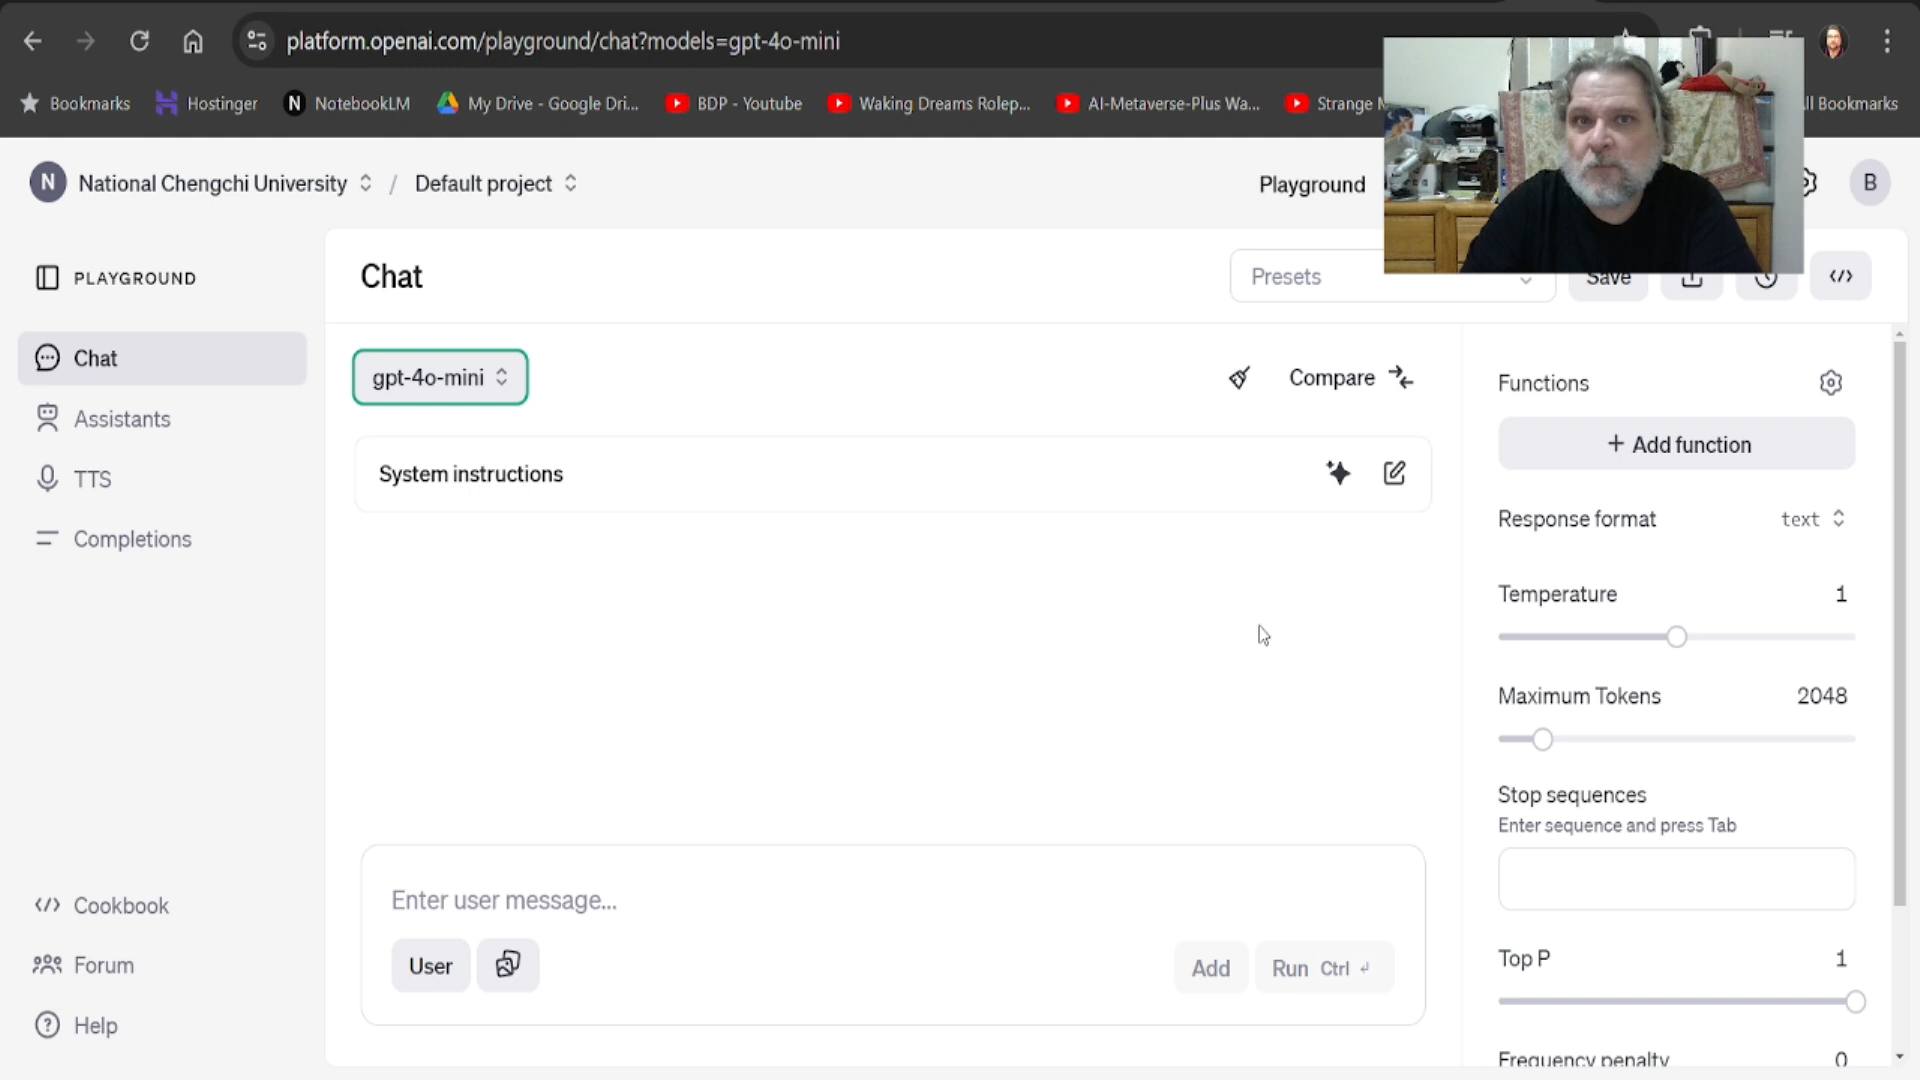 platform.openai.com/playground/chat?models=gpt-4o-mini
Bookmarks
Hostinger
N NotebookLM
My Drive - Google Dri...
BDP - Youtube
Waking Dreams Rolep...
AI-Metaverse-Plus Wa...
Strange
All Bookmarks
N National Chengchi University / Default project
Playground
B
PLAYGROUND
Chat
Assistants
TTS
Completions
Cookbook
Forum
Help
Chat
Presets
Save
gpt-4o-mini
Compare
System instructions
Enter user message...
User
Add
Run Ctrl
Functions
+ Add function
Response format text
Temperature 1
Maximum Tokens 2048
Stop sequences
Enter sequence and press Tab
Top P 1
Frequency penalty 0